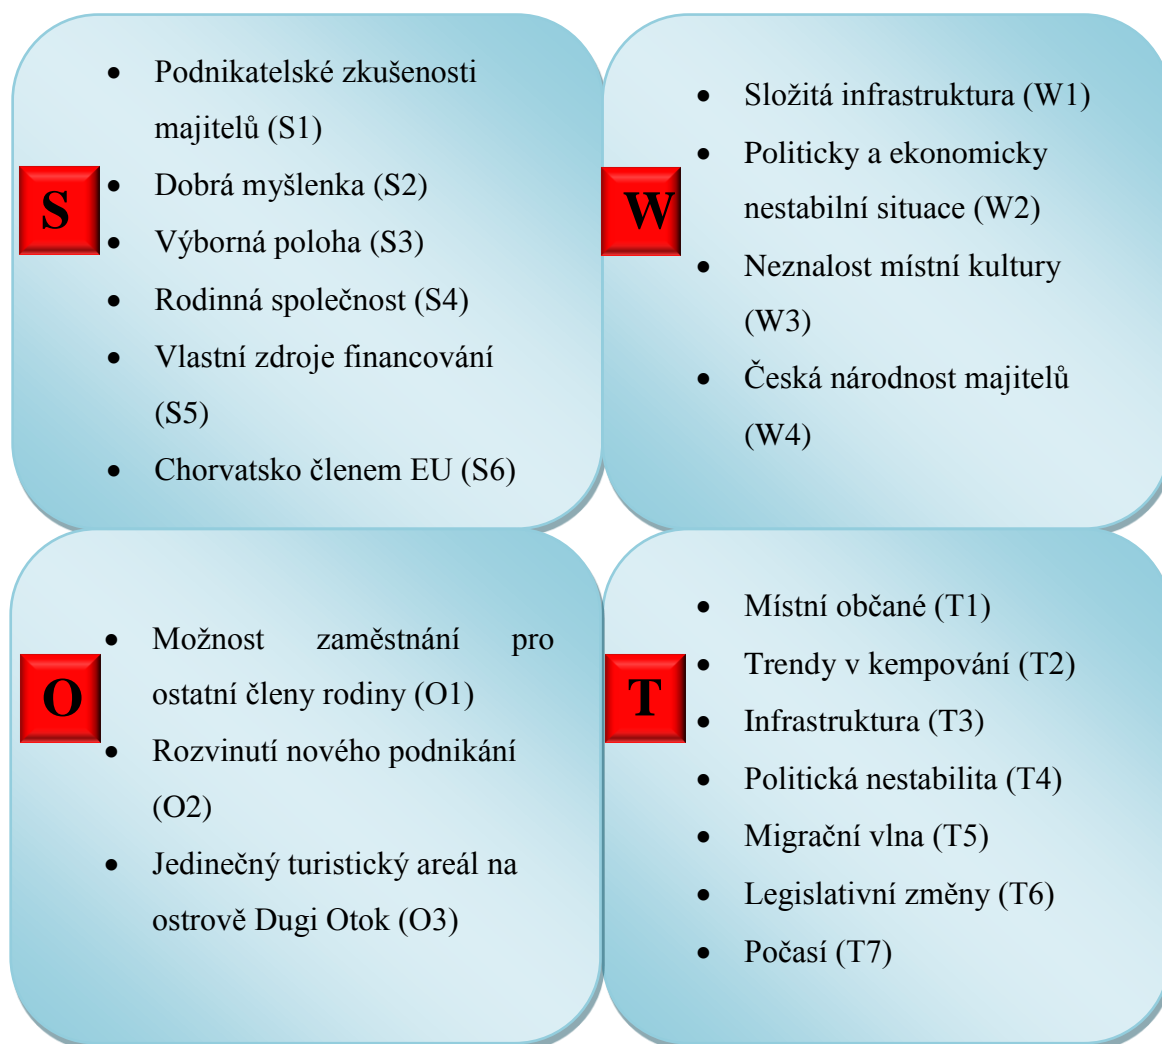 S
• Podnikatelské zkušenosti
majitelů (S1)
• Dobrá myšlenka (S2)
• Výborná poloha (S3)
• Rodinná společnost (S4)
• Vlastní zdroje financování
(S5)
• Chorvatsko členem EU (S6)
W
• Složitá infrastruktura (W1)
• Politicky a ekonomicky
nestabilní situace (W2)
• Neznalost místní kultury
(W3)
• Česká národnost majitelů
(W4)
O
• Možnost zaměstnání pro
ostatní členy rodiny (O1)
• Rozvinutí nového podnikání
(O2)
• Jedinečný turistický areál na
ostrově Dugi Otok (O3)
T
• Místní občané (T1)
• Trendy v kempování (T2)
• Infrastruktura (T3)
• Politická nestabilita (T4)
• Migrační vlna (T5)
• Legislativní změny (T6)
• Počasí (T7)